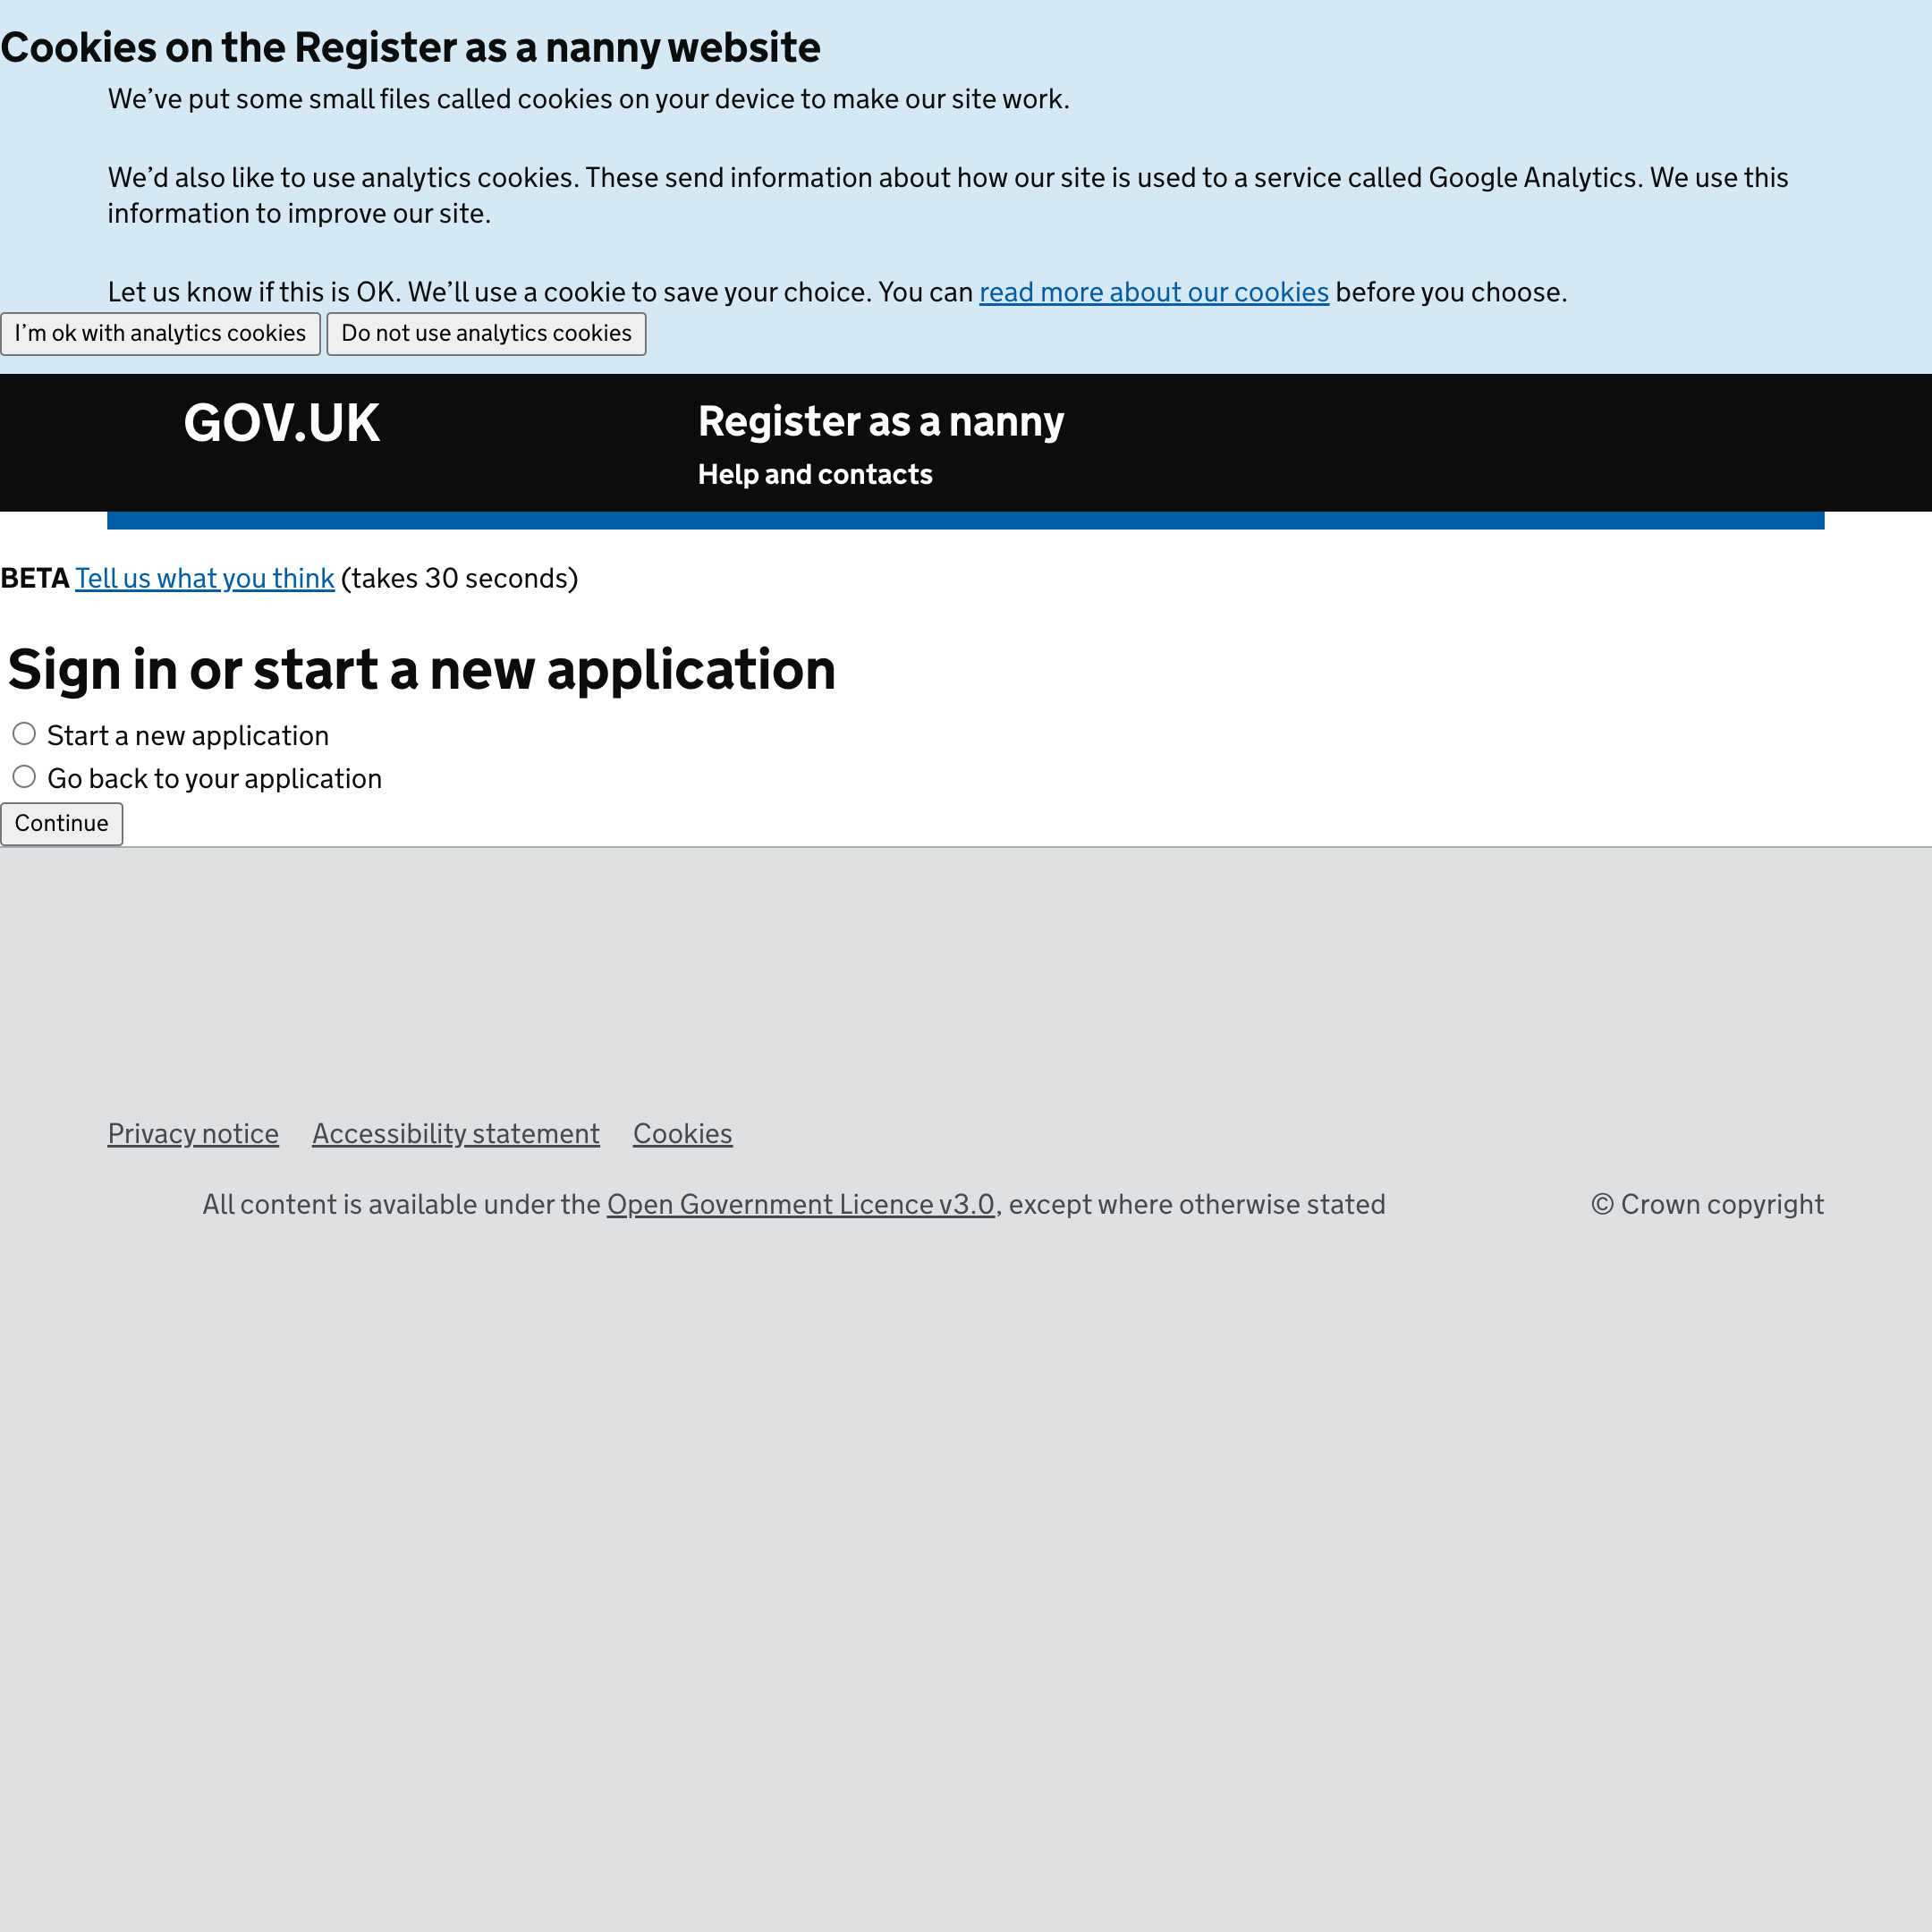 Cookies on the Register as a nanny website
We’ve put some small files called cookies on your device to make our site work.
We’d also like to use analytics cookies. These send information about how our site is used to a service called Google Analytics. We use this
information to improve our site.
Let us know if this is OK. We’ll use a cookie to save your choice. You can read more about our cookies before you choose.
I’m ok with analytics cookies Do not use analytics cookies
GOV.UK
Register as a nanny
Help and contacts
BETA Tell us what you think (takes 30 seconds)
Sign in or start a new application
Start a new application
Go back to your application
Continue
Privacy notice Accessibility statement Cookies
All content is available under the Open Government Licence v3.0, except where otherwise stated
© Crown copyright